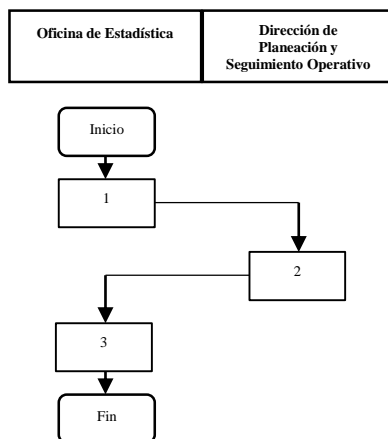 Oficina de Estadística
Dirección de
Planeación y
Seguimiento Operativo
Inicio
1
2
3
Fin